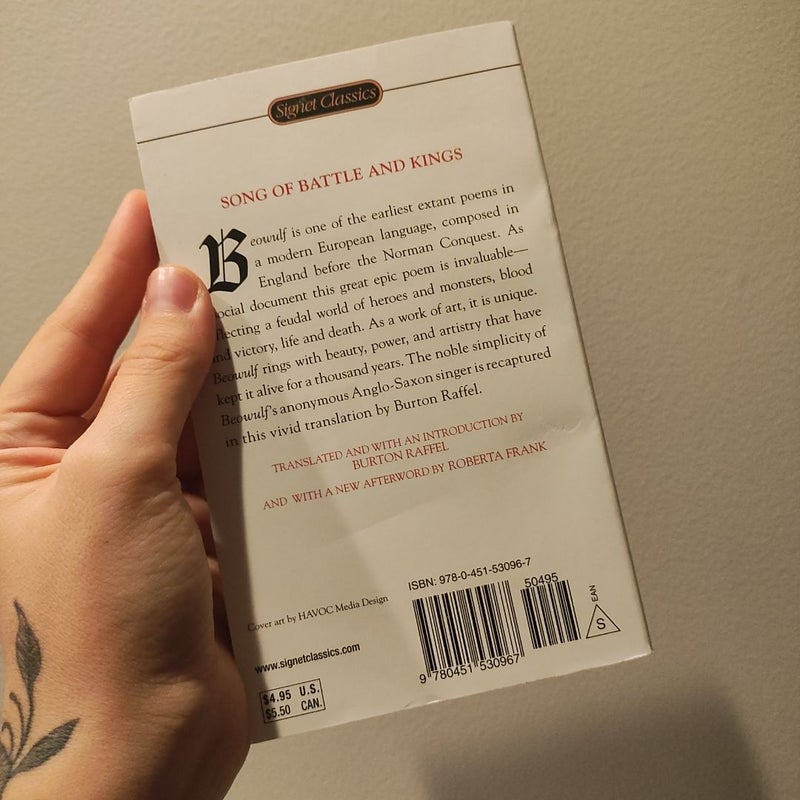 Signet Classics
SONG OF BATTLE AND KINGS
Beowulf is one of the earliest extant poems in
a modern European language, composed in
England before the Norman Conquest. As
social document this great epic poem is invaluable—
flecting a feudal world of heroes and monsters, blood
and victory, life and death. As a work of art, it is unique.
Beowulf rings with beauty, power, and artistry that have
kept it alive for a thousand years. The noble simplicity of
Beowulf's anonymous Anglo-Saxon singer is recaptured
in this vivid translation by Burton Raffel.
TRANSLATED AND WITH AN INTRODUCTION BY
BURTON RAFFEL
AND WITH A NEW AFTERWORD BY ROBERTA FRANK
Cover art by HAVOC Media Design
www.signetclassics.com
$4.95 U.S.
$5.50 CAN.
ISBN: 978-0-451-53096-7
50495
9 780451 530967
EAN
S